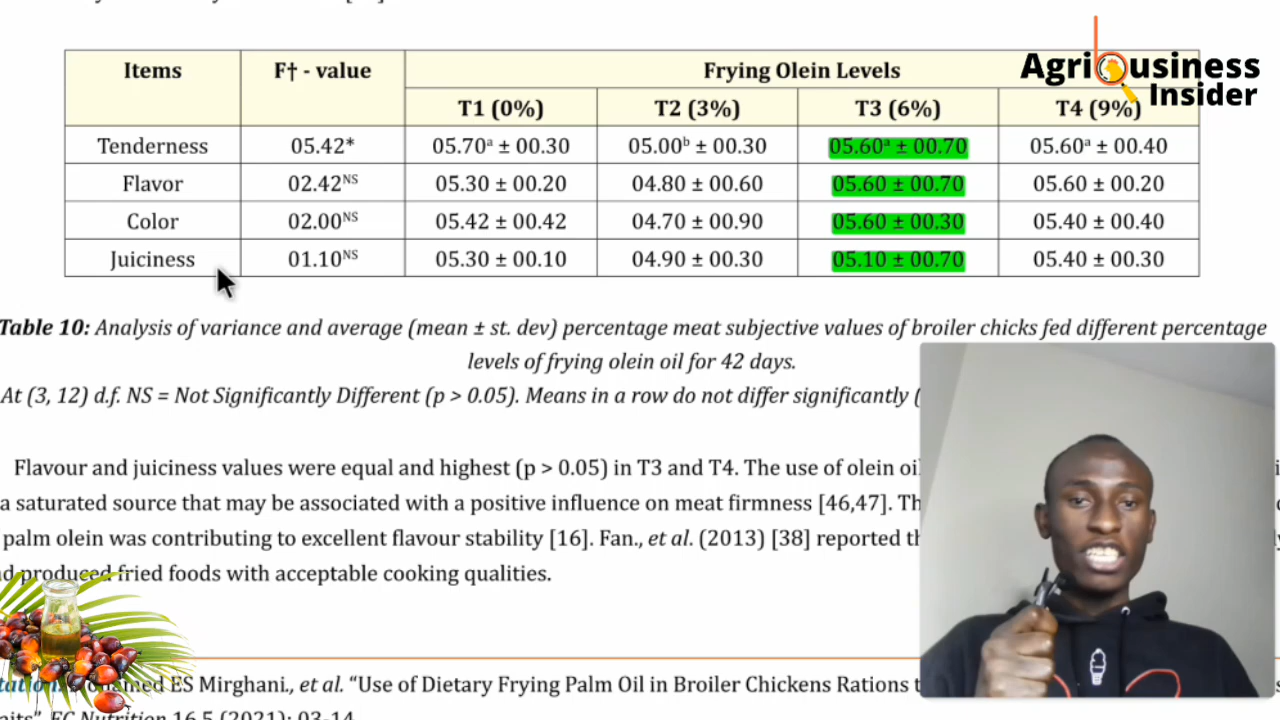 Agribusiness
Insider
Items F† - value Frying Olein Levels
T1 (0%) T2 (3%) T3 (6%) T4 (9%)
Tenderness 05.42* 05.70ᵃ ± 00.30 05.00ᵇ ± 00.30 05.60ᵃ ± 00.70 05.60ᵃ ± 00.40
Flavor 02.42ᴺˢ 05.30 ± 00.20 04.80 ± 00.60 05.60 ± 00.70 05.60 ± 00.20
Color 02.00ᴺˢ 05.42 ± 00.42 04.70 ± 00.90 05.60 ± 00.30 05.40 ± 00.40
Juiciness 01.10ᴺˢ 05.30 ± 00.10 04.90 ± 00.30 05.10 ± 00.70 05.40 ± 00.30
Table 10: Analysis of variance and average (mean ± st. dev) percentage meat subjective values of broiler chicks fed different percentage
levels of frying olein oil for 42 days.
At (3, 12) d.f. NS = Not Significantly Different (p > 0.05). Means in a row do not differ significantly (
Flavour and juiciness values were equal and highest (p > 0.05) in T3 and T4. The use of olein oil
a saturated source that may be associated with a positive influence on meat firmness [46,47].
palm olein was contributing to excellent flavour stability [16]. Fan., et al. (2013) [38] reported
produced fried foods with acceptable cooking qualities.
ES Mirghani., et al. “Use of Dietary Frying Palm Oil in Broiler Chickens Rations
EC Nutrition 16.5 (2021): 03-14.